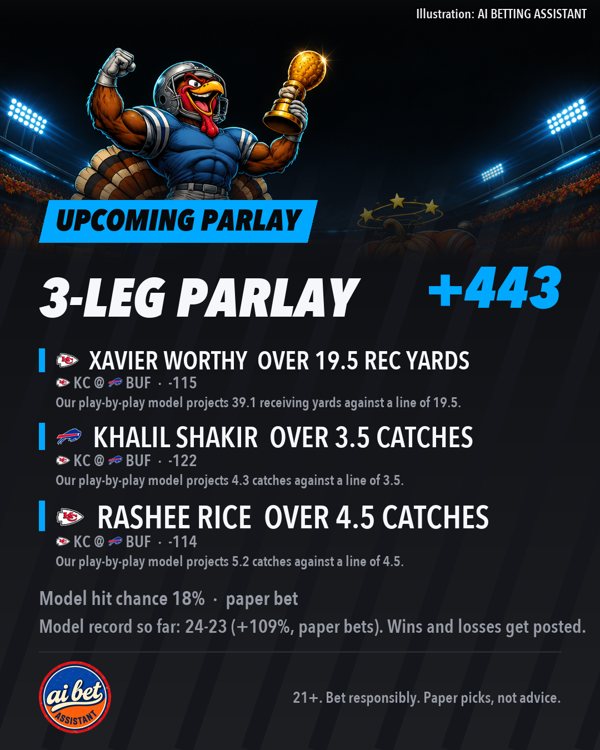 Illustration: AI BETTING ASSISTANT
UPCOMING PARLAY
3-LEG PARLAY
+443
XAVIER WORTHY OVER 19.5 REC YARDS
KC @ BUF · -115
Our play-by-play model projects 39.1 receiving yards against a line of 19.5.
KHALIL SHAKIR OVER 3.5 CATCHES
KC @ BUF · -122
Our play-by-play model projects 4.3 catches against a line of 3.5.
RASHEE RICE OVER 4.5 CATCHES
KC @ BUF · -114
Our play-by-play model projects 5.2 catches against a line of 4.5.
Model hit chance 18% · paper bet
Model record so far: 24-23 (+109%, paper bets). Wins and losses get posted.
ai bet
ASSISTANT
21+. Bet responsibly. Paper picks, not advice.